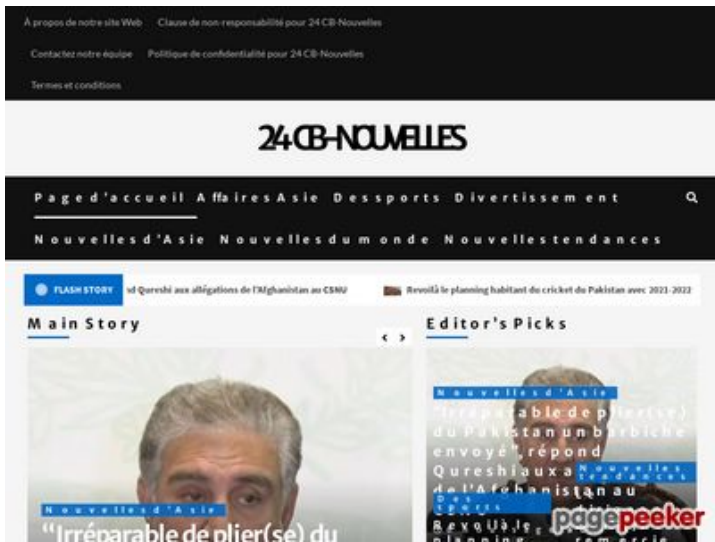 À propos de notre site Web Clause de non-responsabilité pour 24 CB-Nouvelles
Contactez notre équipe Politique de confidentialité pour 24 CB-Nouvelles
Termes et conditions
24 CB-NOUVELLES
Page d'accueil Affaires Asie Des sports Divertissement
Nouvelles d'Asie Nouvelles du monde Nouvelles tendances
FLASH STORY nd Qureshi aux allégations de l'Afghanistan au CSNU Revoilà le planning habitant du cricket du Pakistan avec 2021-2022
Main Story
Editor's Picks
Nouvelles d'Asie
"Irréparable de plier(se) du
Nouvelles d'Asie
"Irréparable de plier(se)
du Pakistan un barbiche
envoyé", répond
Qureshi aux a
Nouvelles
tendances
de l'Afghanistan au
Des
sports
Revoilà le
planning
remercie
pagepeeker